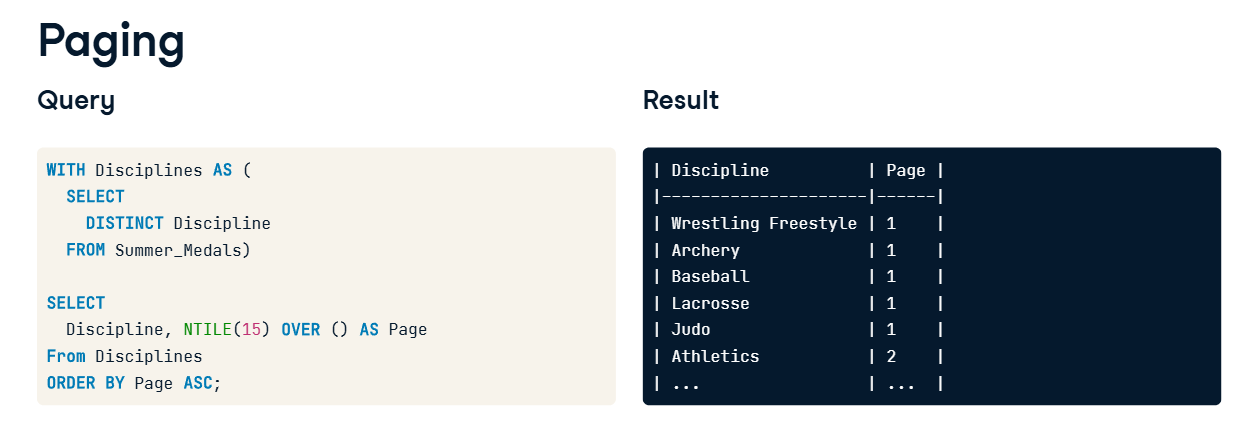 Paging
Query
WITH Disciplines AS (
  SELECT
    DISTINCT Discipline
  FROM Summer_Medals)
SELECT
  Discipline, NTILE(15) OVER () AS Page
From Disciplines
ORDER BY Page ASC;
Result
| Discipline          | Page |
|---------------------|------|
| Wrestling Freestyle | 1    |
| Archery             | 1    |
| Baseball            | 1    |
| Lacrosse            | 1    |
| Judo                | 1    |
| Athletics           | 2    |
| ...                 | ...  |